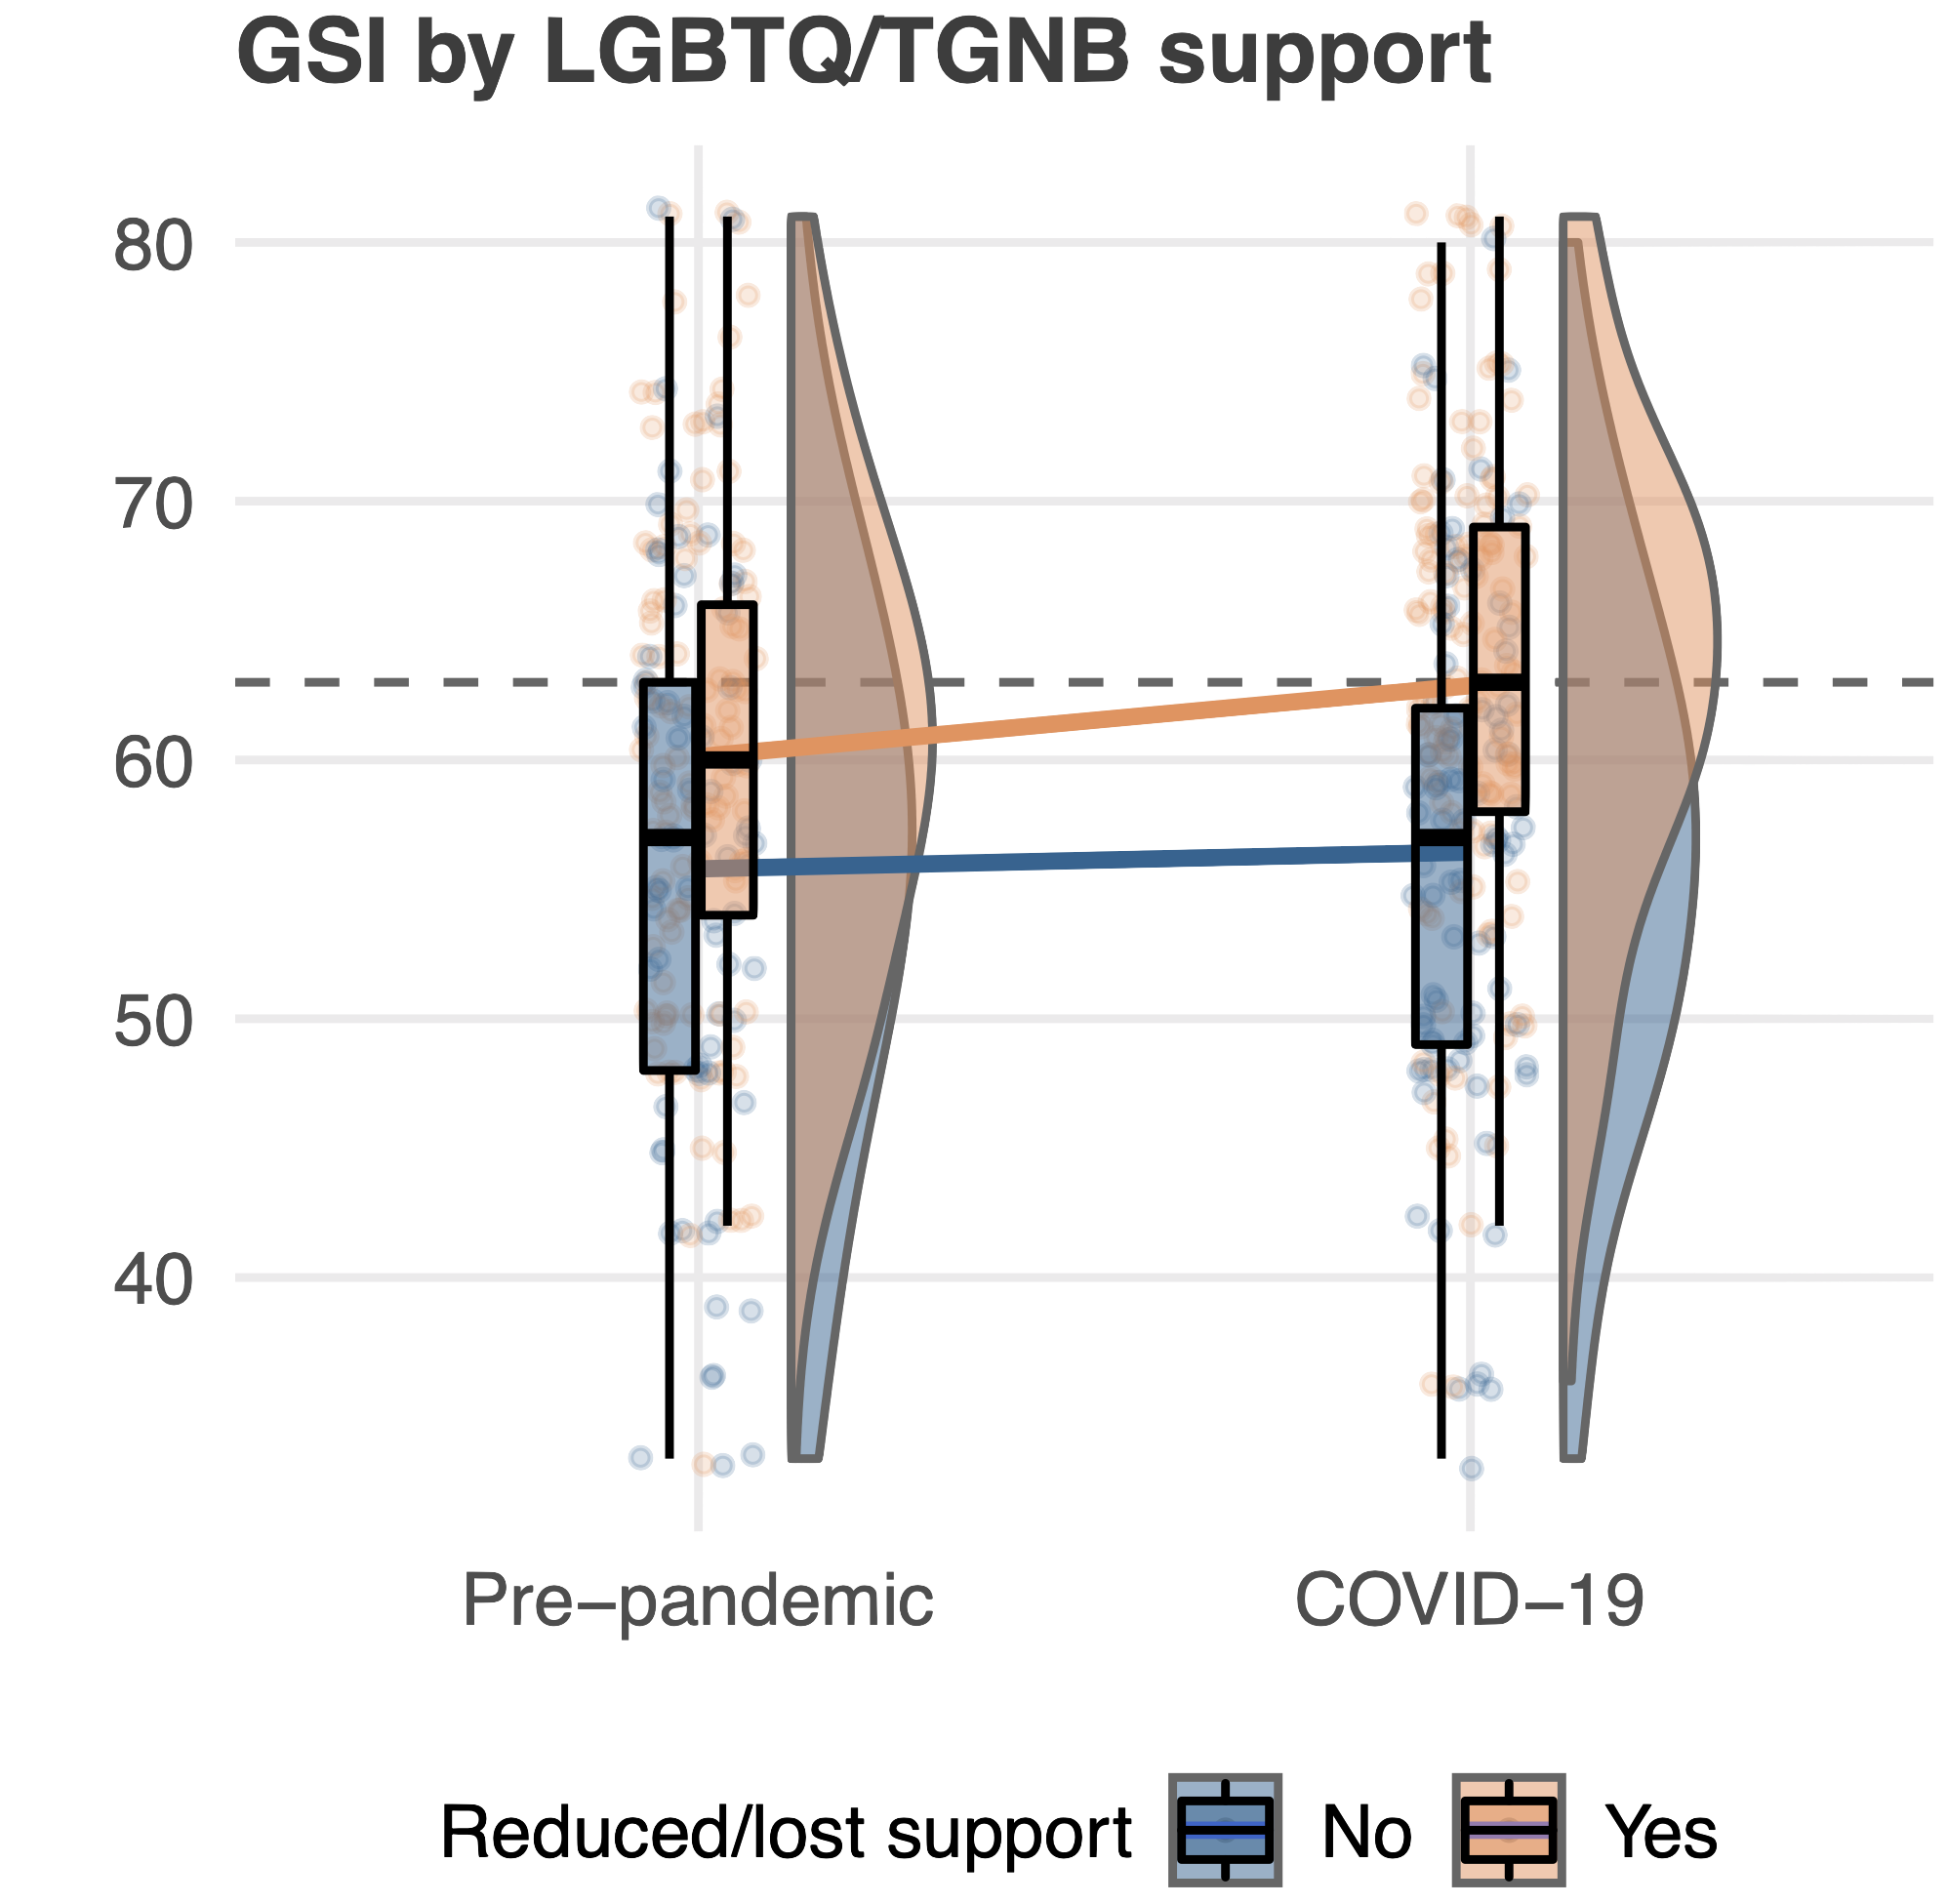 GSI by LGBTQ/TGNB support
80
70
60
50
40
Pre−pandemic COVID−19
Reduced/lost support No Yes